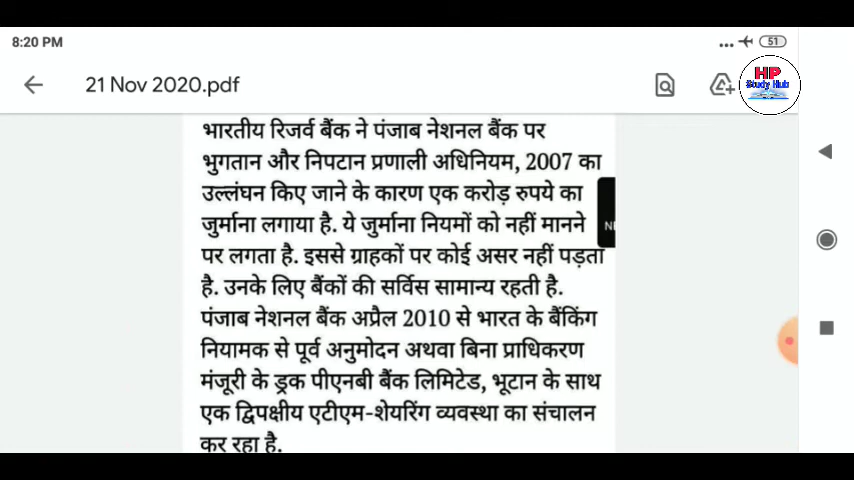 8:20 PM
51
21 Nov 2020.pdf
HP
Study Hub
भारतीय रिजर्व बैंक ने पंजाब नेशनल बैंक पर
भुगतान और निपटान प्रणाली अधिनियम, 2007 का
उल्लंघन किए जाने के कारण एक करोड़ रुपये का
जुर्माना लगाया है. ये जुर्माना नियमों को नहीं मानने
पर लगता है. इससे ग्राहकों पर कोई असर नहीं पड़ता
है. उनके लिए बैंकों की सर्विस सामान्य रहती है.
पंजाब नेशनल बैंक अप्रैल 2010 से भारत के बैंकिंग
नियामक से पूर्व अनुमोदन अथवा बिना प्राधिकरण
मंजूरी के ड्रक पीएनबी बैंक लिमिटेड, भूटान के साथ
एक द्विपक्षीय एटीएम-शेयरिंग व्यवस्था का संचालन
कर रहा है.